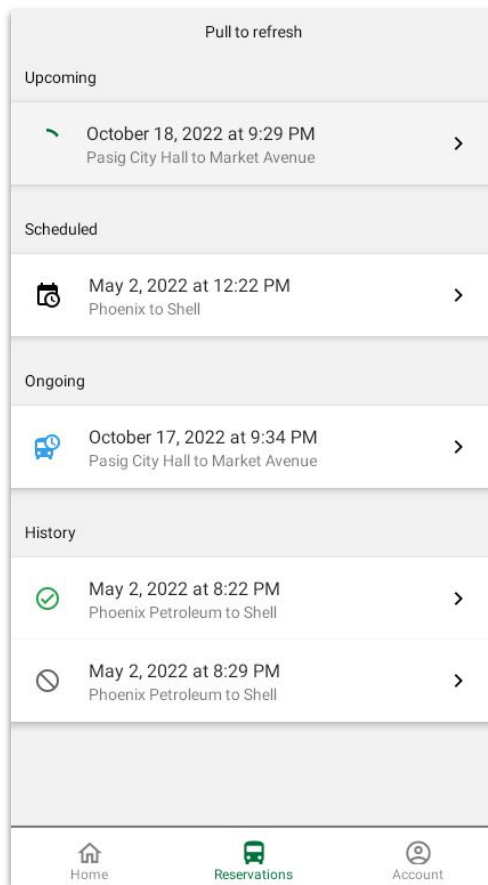 Pull to refresh
Upcoming
October 18, 2022 at 9:29 PM
Pasig City Hall to Market Avenue
Scheduled
May 2, 2022 at 12:22 PM
Phoenix to Shell
Ongoing
October 17, 2022 at 9:34 PM
Pasig City Hall to Market Avenue
History
May 2, 2022 at 8:22 PM
Phoenix Petroleum to Shell
May 2, 2022 at 8:29 PM
Phoenix Petroleum to Shell
Home Reservations Account